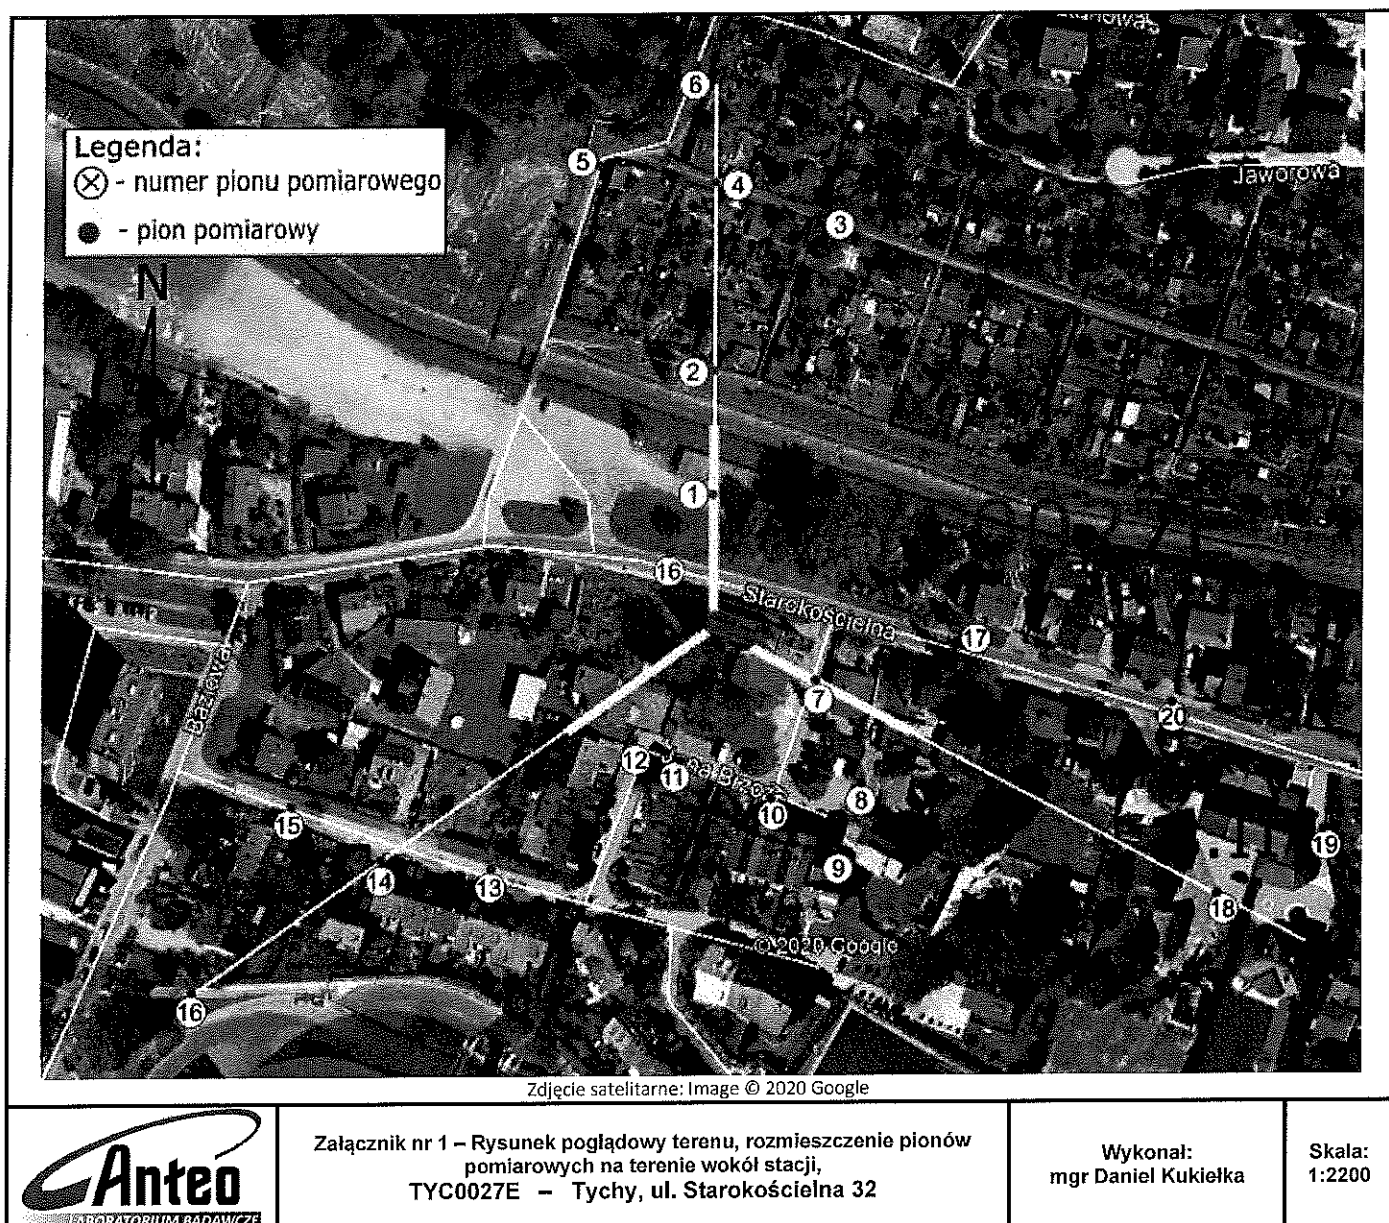 Legenda:
- numer pionu pomiarowego
- pion pomiarowy
N
6
5
4
3
Jaworowa
2
1
16
Starokościelna
17
7
20
12
11
8
10
15
9
19
14
13
18
© 2020 Google
16
Zdjęcie satelitarne: Image © 2020 Google
Anteo
LABORATORIUM BADAWCZE
Załącznik nr 1 – Rysunek poglądowy terenu, rozmieszczenie pionów
pomiarowych na terenie wokół stacji,
TYC0027E – Tychy, ul. Starokościelna 32
Wykonał:
mgr Daniel Kukiełka
Skala:
1:2200